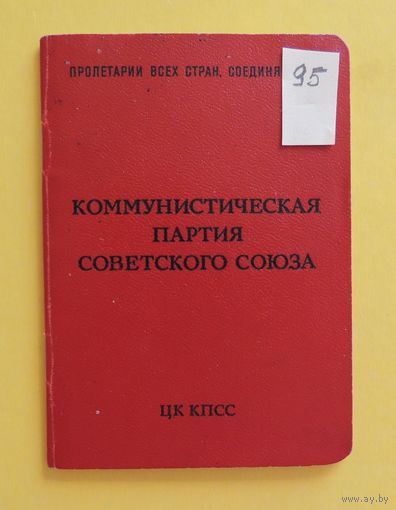 ПРОЛЕТАРИИ ВСЕХ СТРАН, СОЕДИНЯ
95
КОММУНИСТИЧЕСКАЯ
ПАРТИЯ
СОВЕТСКОГО СОЮЗА
ЦК КПСС
www.ay.by